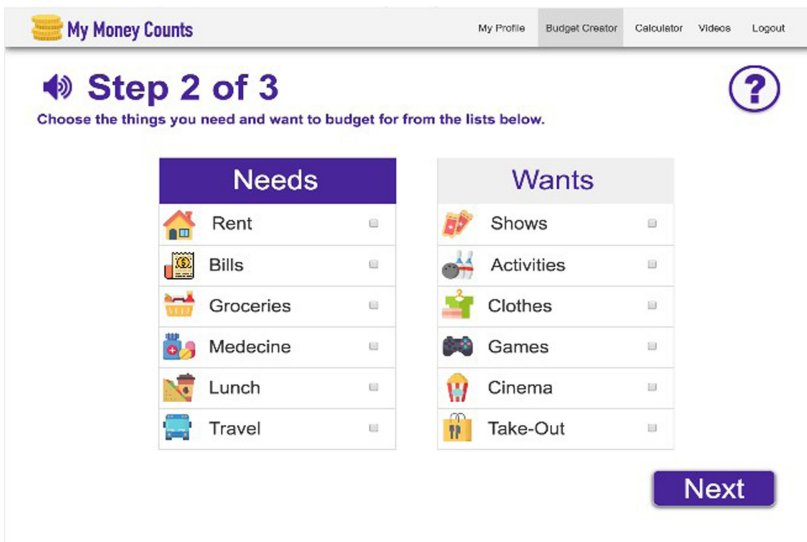 My Money Counts
My Profile Budget Creator Calculator Videos Logout
Step 2 of 3
?
Choose the things you need and want to budget for from the lists below.
Needs
Rent
Bills
Groceries
Medecine
Lunch
Travel
Wants
Shows
Activities
Clothes
Games
Cinema
Take-Out
Next